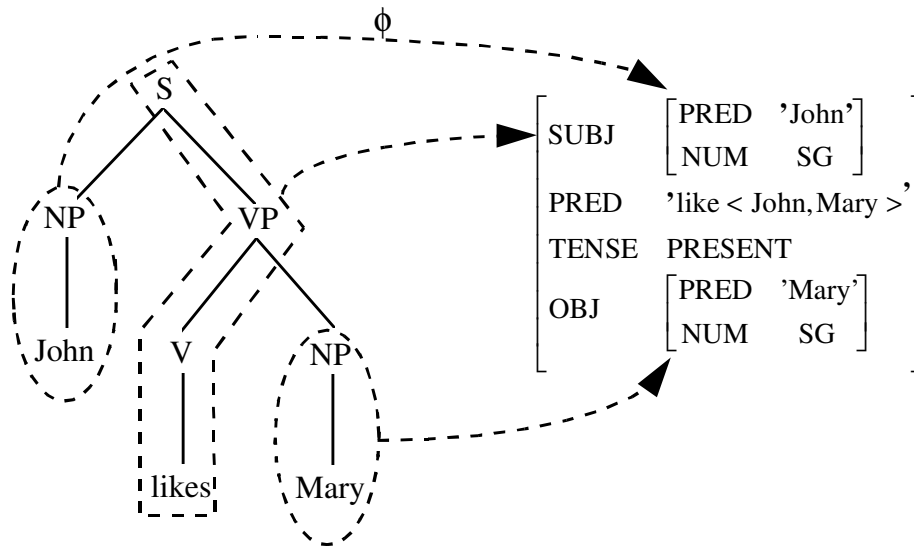 ϕ
S
NP VP
John V NP
likes Mary
SUBJ [PRED ’John’
NUM SG]
PRED ’like < John, Mary >’
TENSE PRESENT
OBJ [PRED ’Mary’
NUM SG]